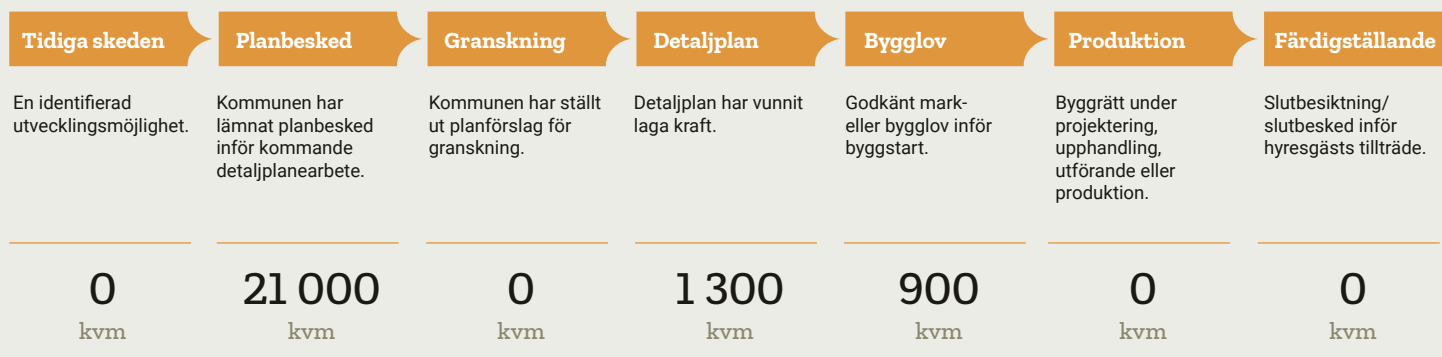 Tidiga skeden
En identifierad
utvecklingsmöjlighet.
0
kvm
Planbesked
Kommunen har
lämnat planbesked
inför kommande
detaljplanearbete.
21 000
kvm
Granskning
Kommunen har ställt
ut planförslag för
granskning.
0
kvm
Detaljplan
Detaljplan har vunnit
laga kraft.
1 300
kvm
Bygglov
Godkänt mark-
eller bygglov inför
byggstart.
900
kvm
Produktion
Byggrätt under
projektering,
upphandling,
utförande eller
produktion.
0
kvm
Färdigställande
Slutbesiktning/
slutbesked inför
hyresgästs tillträde.
0
kvm